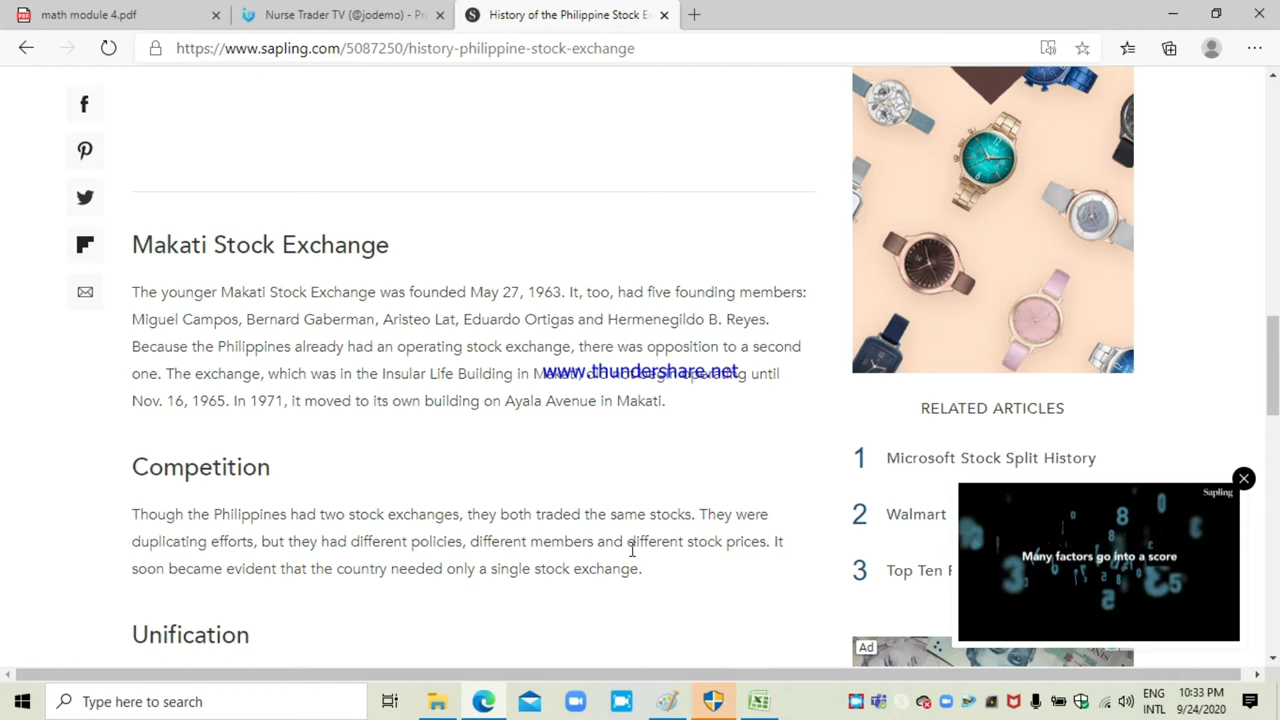 math module 4.pdf
Nurse Trader TV (@jodemo) - P
History of the Philippine Stock E
https://www.sapling.com/5087250/history-philippine-stock-exchange
Makati Stock Exchange
The younger Makati Stock Exchange was founded May 27, 1963. It, too, had five founding members:
Miguel Campos, Bernard Gaberman, Aristeo Lat, Eduardo Ortigas and Hermenegildo B. Reyes.
Because the Philippines already had an operating stock exchange, there was opposition to a second
one. The exchange, which was in the Insular Life Building in Makati, did not begin operating until
www.thundershare.net
Nov. 16, 1965. In 1971, it moved to its own building on Ayala Avenue in Makati.
Competition
Though the Philippines had two stock exchanges, they both traded the same stocks. They were
duplicating efforts, but they had different policies, different members and different stock prices. It
soon became evident that the country needed only a single stock exchange.
Unification
RELATED ARTICLES
1 Microsoft Stock Split History
2 Walmart
3 Top Ten
Sapling
Many factors go into a score
Ad
Type here to search
ENG
INTL
10:33 PM
9/24/2020